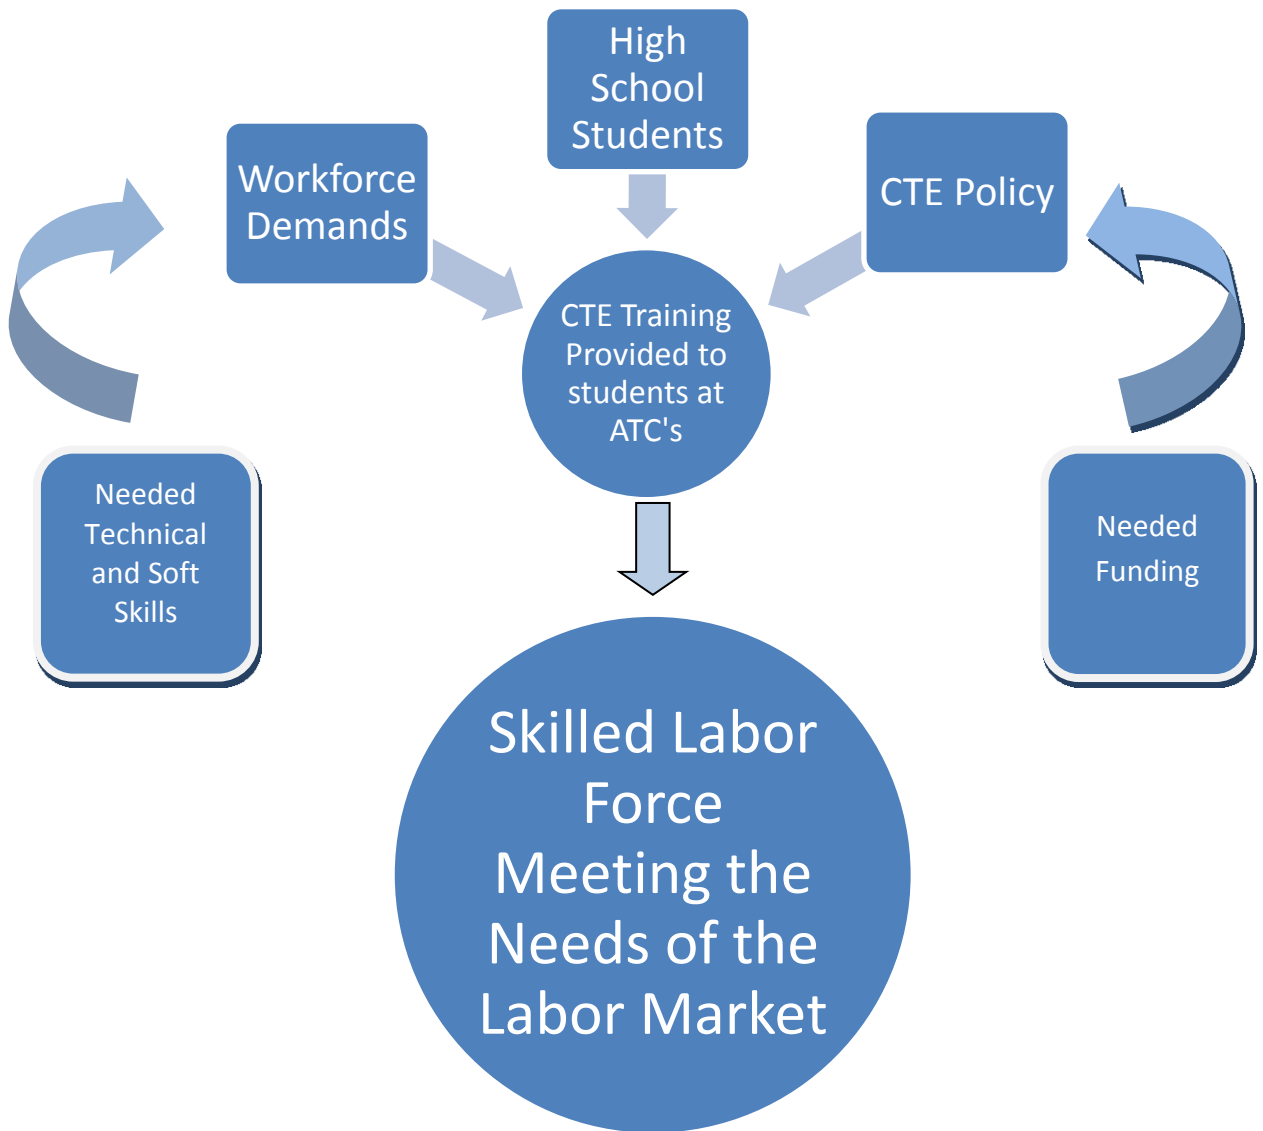 High
School
Students
Workforce
Demands
CTE Policy
CTE Training
Provided to
students at
ATC's
Needed
Technical
and Soft
Skills
Needed
Funding
Skilled Labor
Force
Meeting the
Needs of the
Labor Market